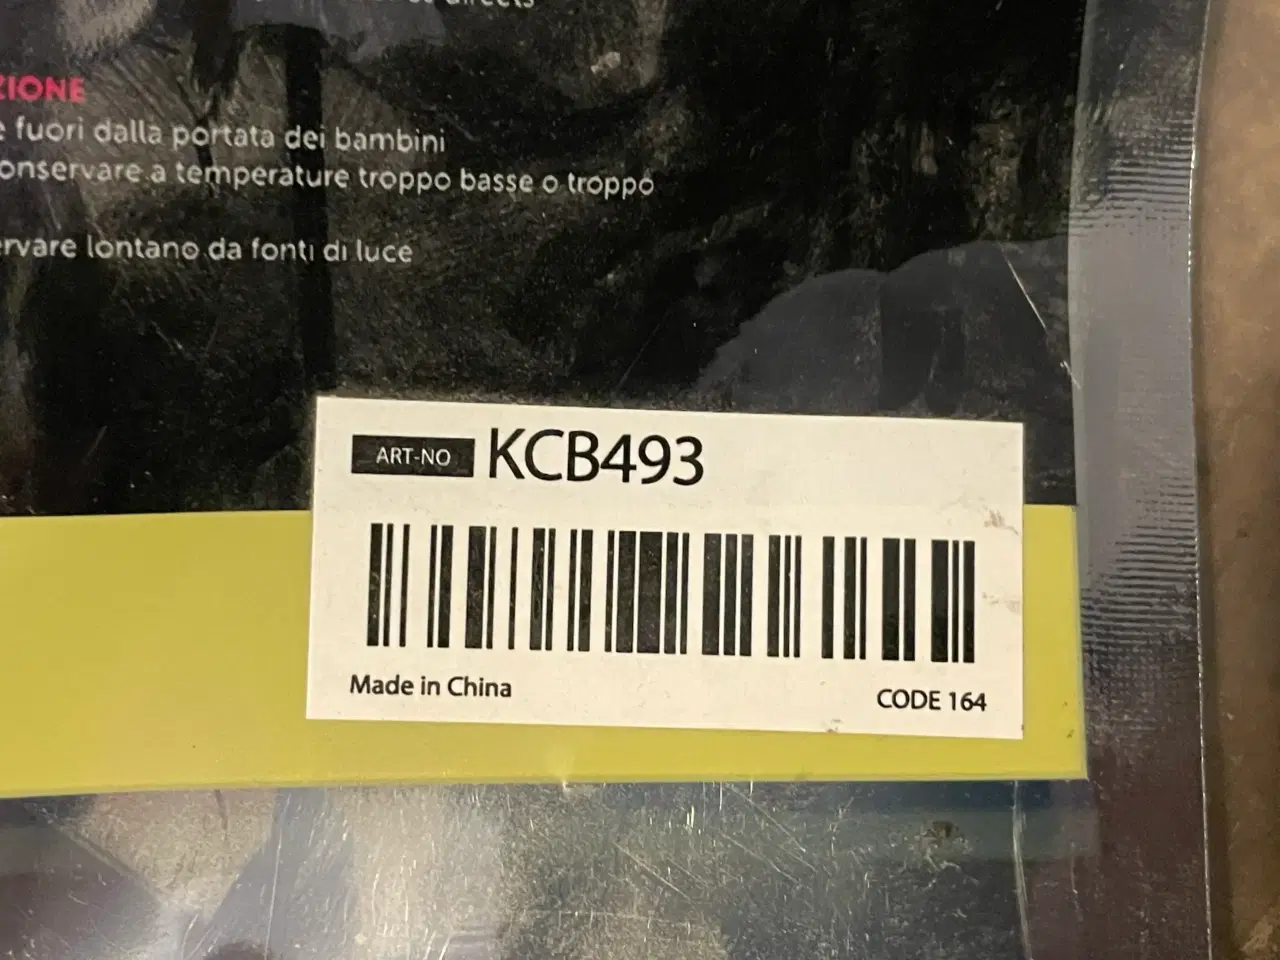 ZIONE
fuori dalla portata dei bambini
onservare a temperature troppo basse o troppo
ervare lontano da fonti di luce
ART-NO KCB493
Made in China
CODE 164